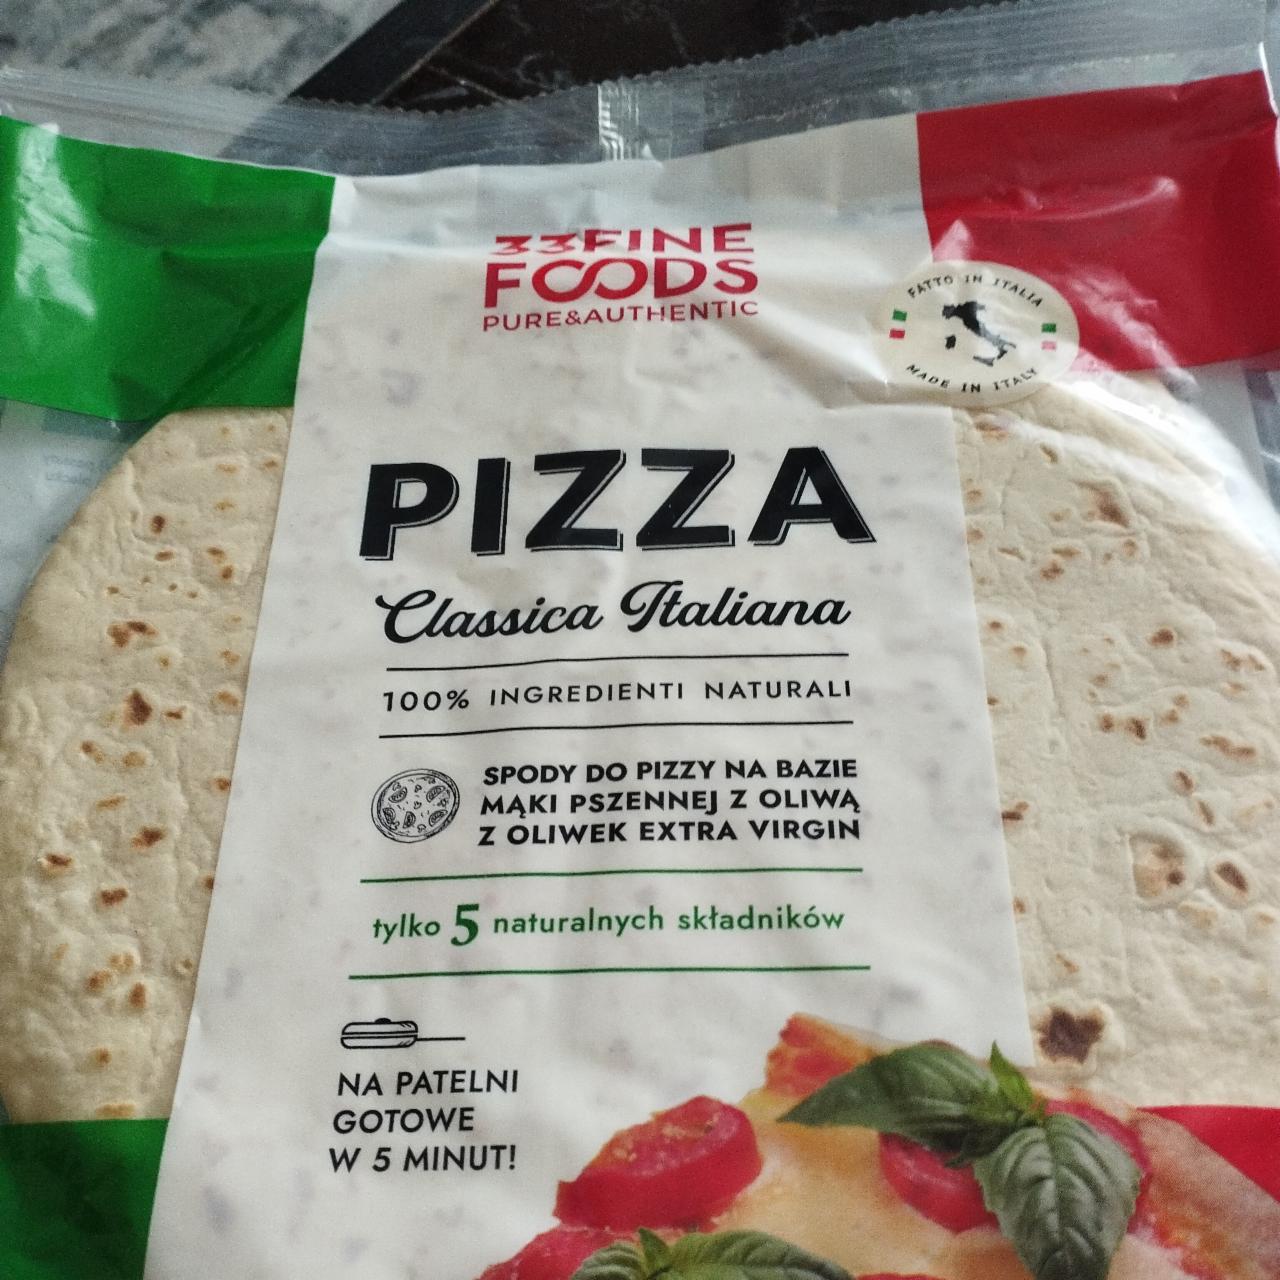 33FINE
FOODS
PURE&AUTHENTIC
FATTO IN ITALIA
MADE IN ITALY
PIZZA
Classica Italiana
100% INGREDIENTI NATURALI
SPODY DO PIZZY NA BAZIE
MĄKI PSZENNEJ Z OLIWĄ
Z OLIWEK EXTRA VIRGIN
tylko 5 naturalnych składników
NA PATELNI
GOTOWE
W 5 MINUT!